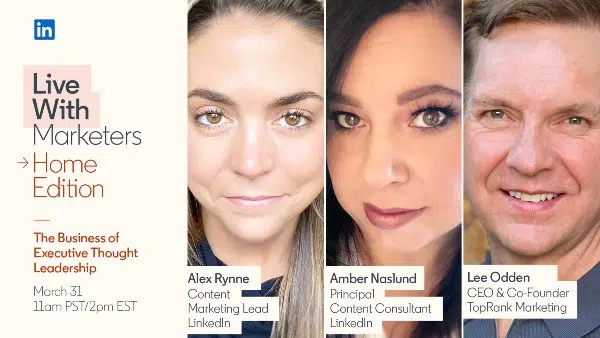 in
Live
With
Marketers
→Home
Edition
The Business of
Executive Thought
Leadership
March 31
11am PST/2pm EST
Alex Rynne
Content
Marketing Lead
LinkedIn
Amber Naslund
Principal
Content Consultant
LinkedIn
Lee Odden
CEO & Co-Founder
TopRank Marketing